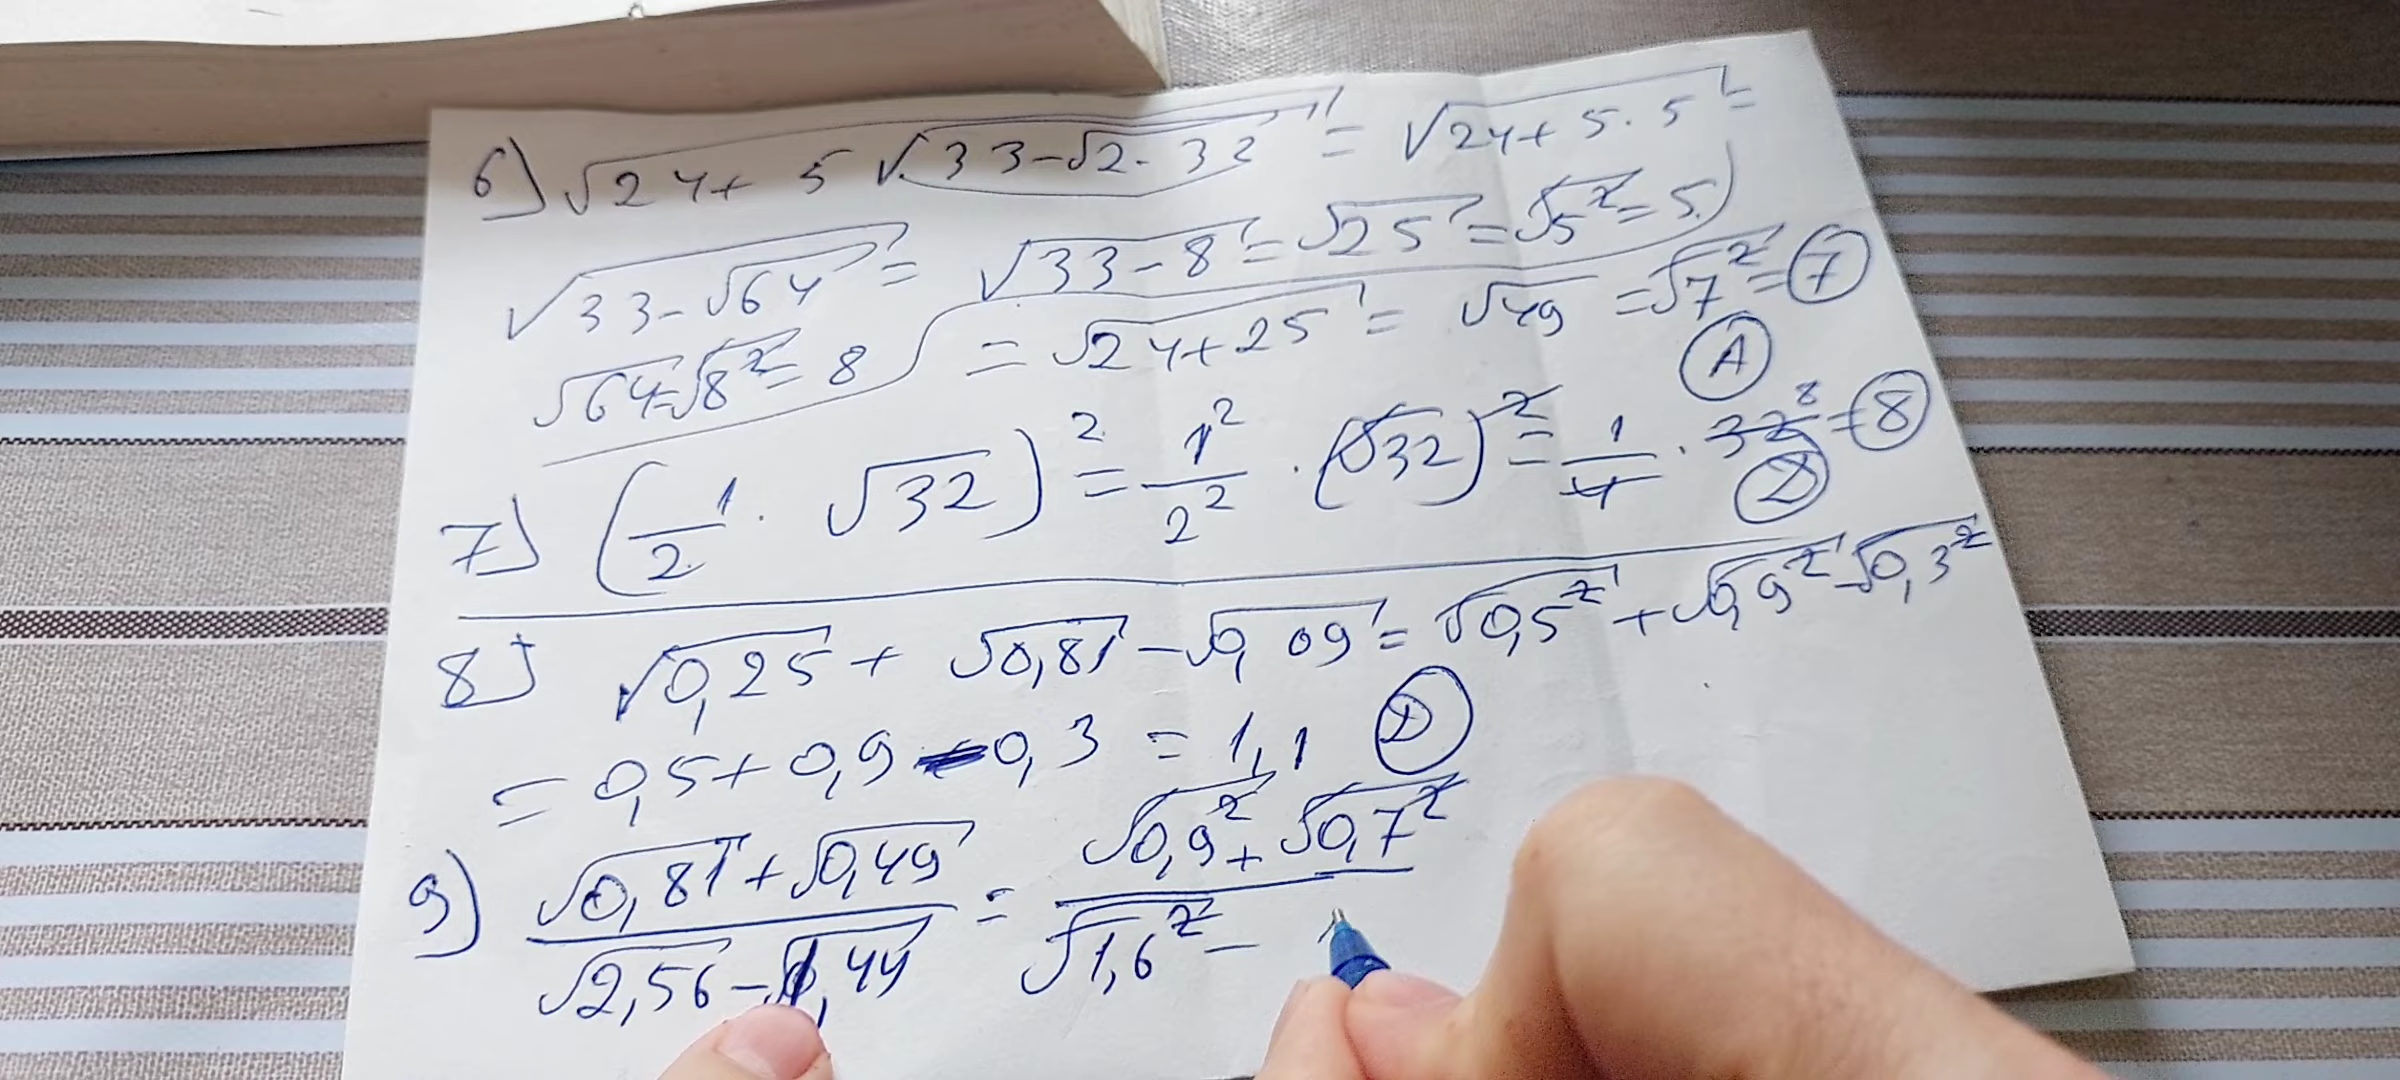 6) √24+5√33-√2·32 = √24+5·5 =
√33-√64 = √33-8 = √25 = √5² = 5
√64=√8²=8 = √24+25 = √49 = √7² = 7
A
7) (1/2 · √32)² = 1²/2² · (√32)² = 1/4 · 32 8 = 8
D
8) √0,25 + √0,81 - √0,09 = √0,5² + √0,9² - √0,3²
= 0,5 + 0,9 - 0,3 = 1,1 D
9) √0,81+√0,49 / √2,56-√1,44 = √0,9²+√0,7² / √1,6² -